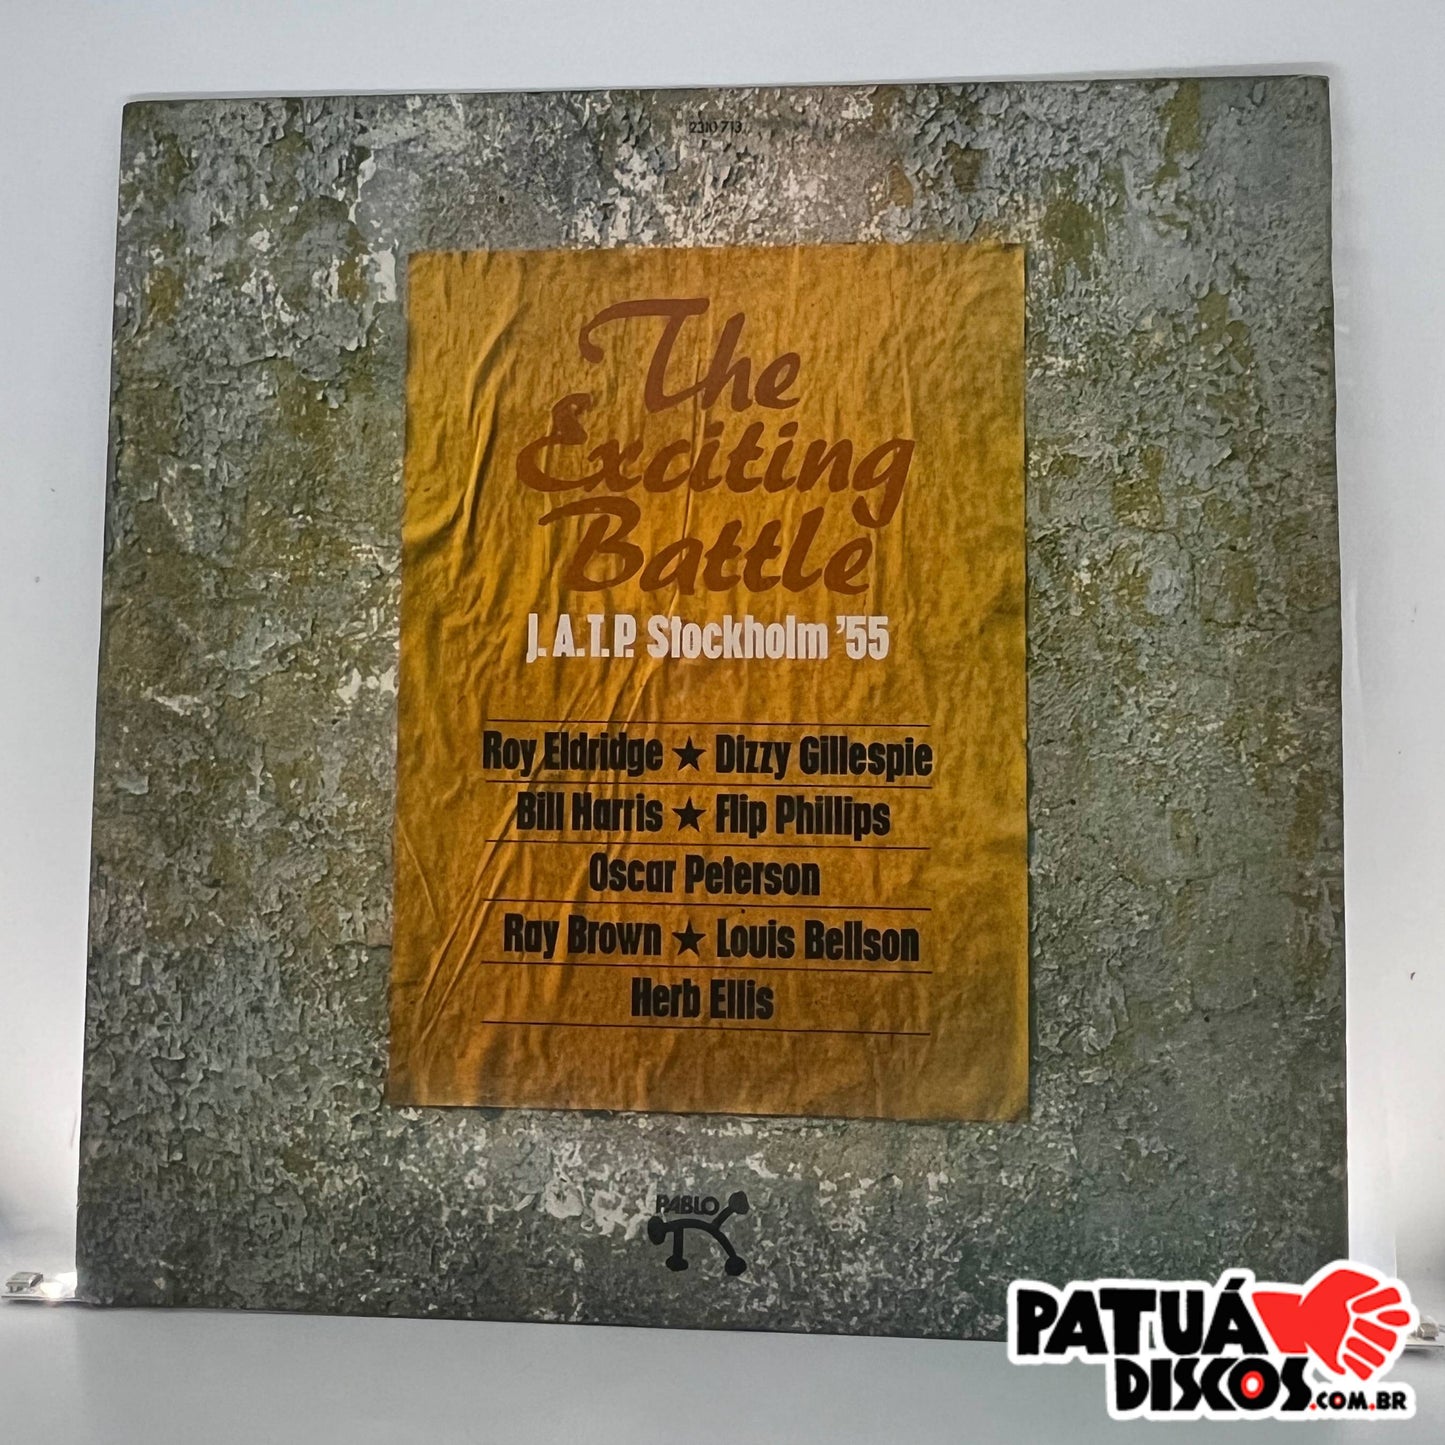 2310 713
The
Exciting
Battle
J.A.T.P. Stockholm '55
Roy Eldridge ★ Dizzy Gillespie
Bill Harris ★ Flip Phillips
Oscar Peterson
Ray Brown ★ Louis Bellson
Herb Ellis
PABLO
PATUÁ
DISCOS.COM.BR